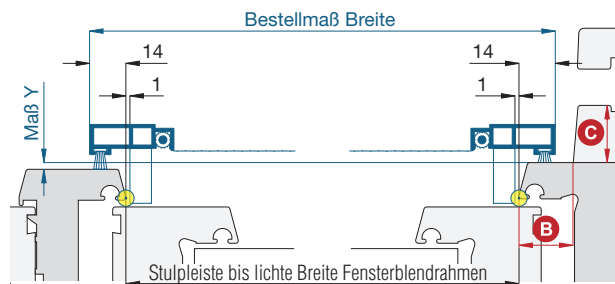 Bestellmaß Breite
14
14
1
1
Maß Y
C
B
Stulpleiste bis lichte Breite Fensterblendrahmen